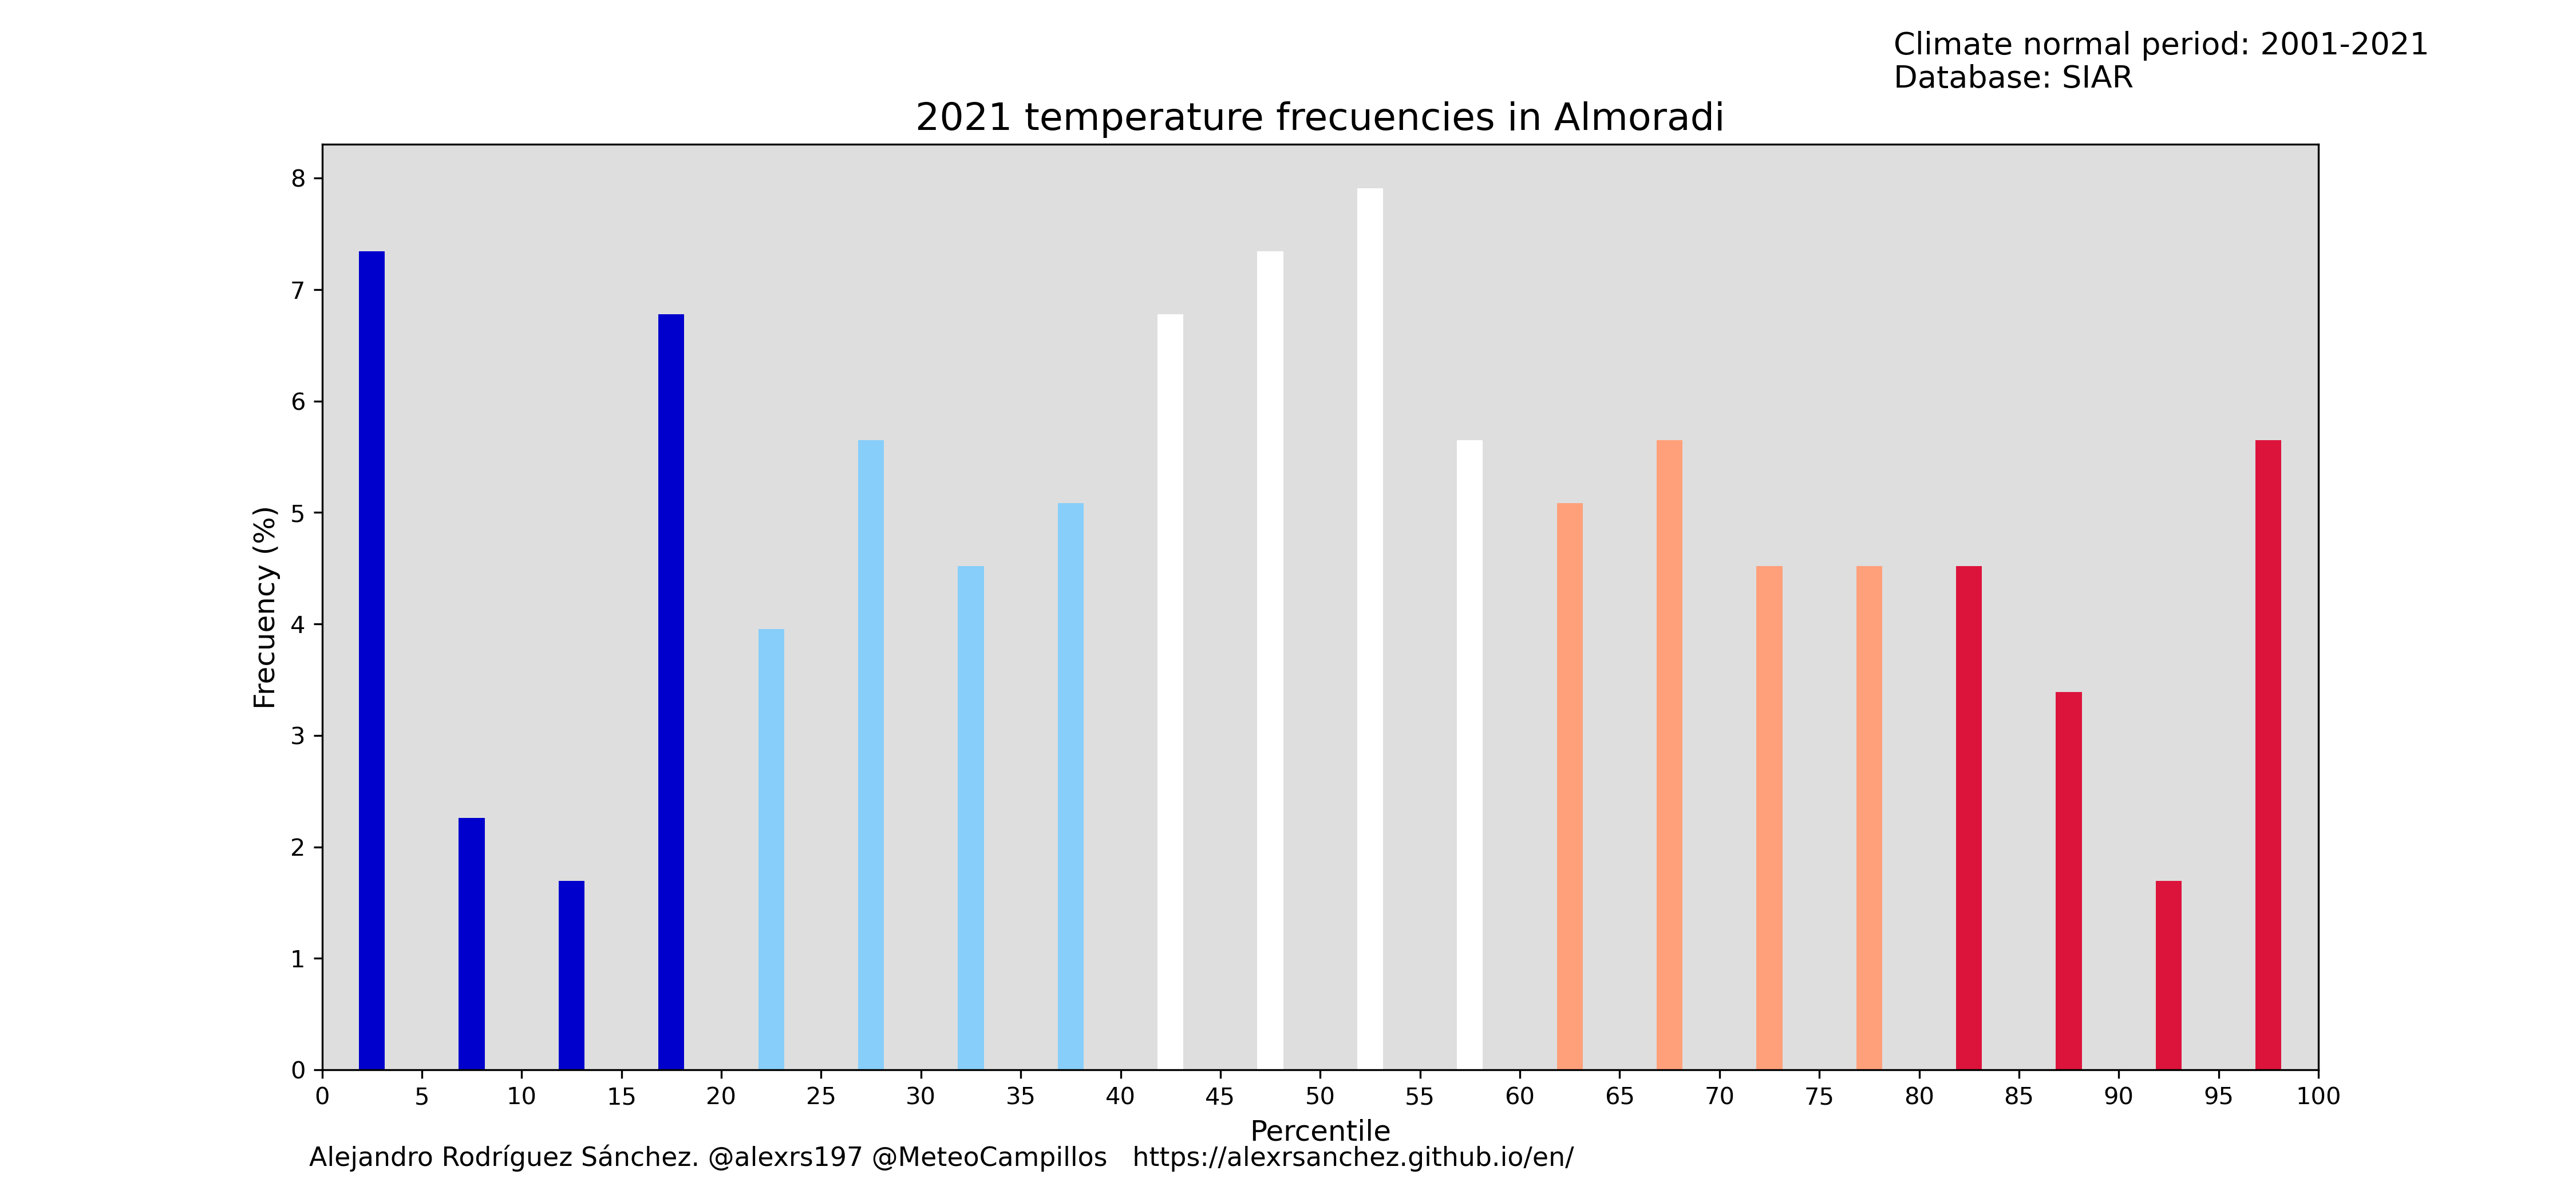 Climate normal period: 2001-2021
Database: SIAR
2021 temperature frecuencies in Almoradi
8
7
6
5
4
3
2
1
0
Frecuency (%)
0 5 10 15 20 25 30 35 40 45 50 55 60 65 70 75 80 85 90 95 100
Percentile
Alejandro Rodríguez Sánchez. @alexrs197 @MeteoCampillos https://alexrsanchez.github.io/en/